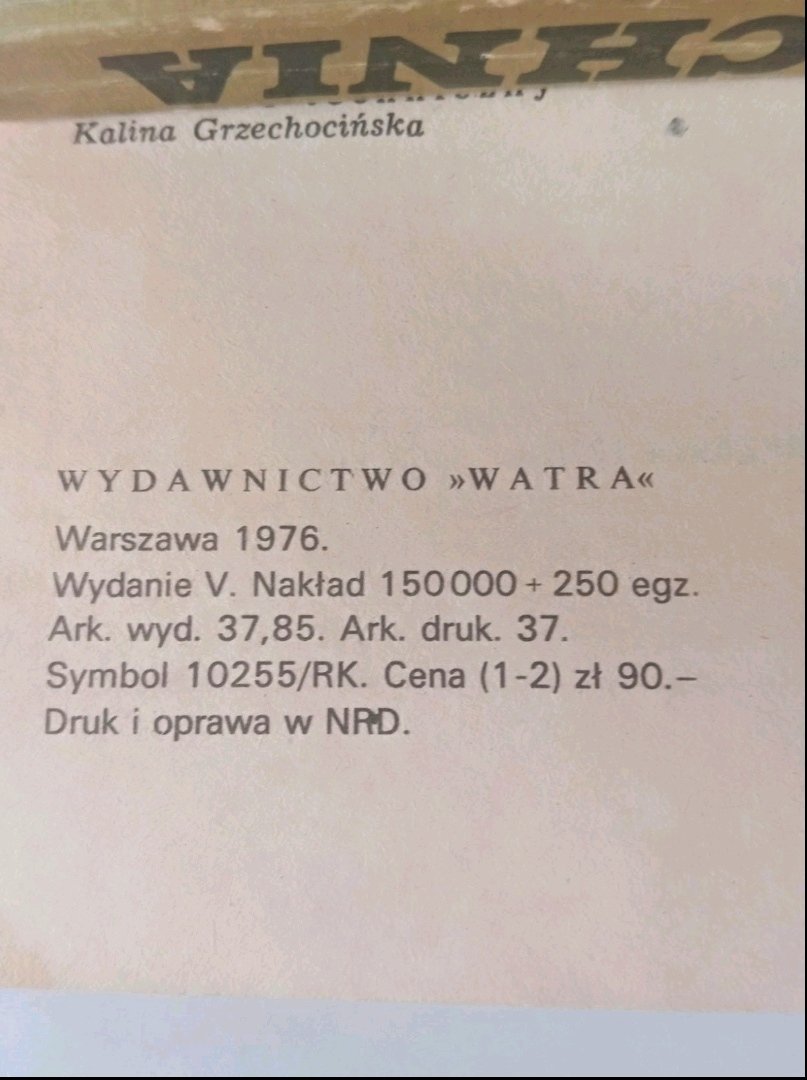 CHNIA
Kalina Grzechocińska
WYDAWNICTWO »WATRA«
Warszawa 1976.
Wydanie V. Nakład 150000 + 250 egz.
Ark. wyd. 37,85. Ark. druk. 37.
Symbol 10255/RK. Cena (1-2) zł 90.—
Druk i oprawa w NRD.